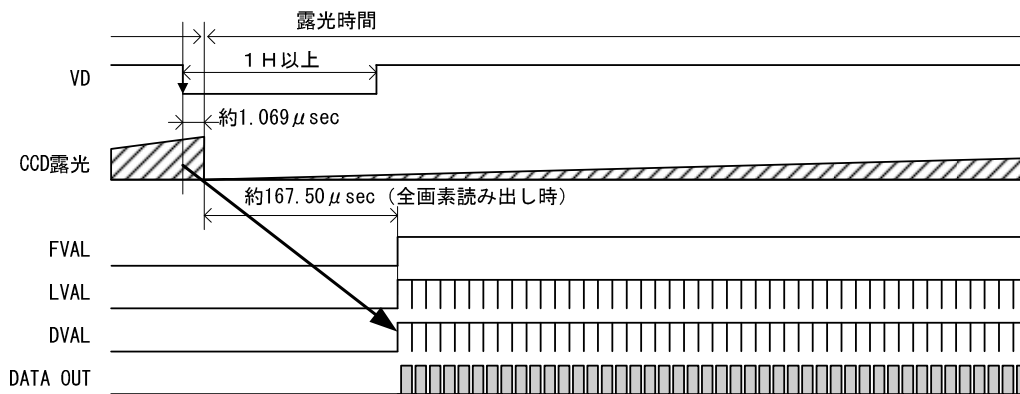 露光時間
1H以上
VD
約1.069μsec
CCD露光
約167.50μsec（全画素読み出し時）
FVAL
LVAL
DVAL
DATA OUT